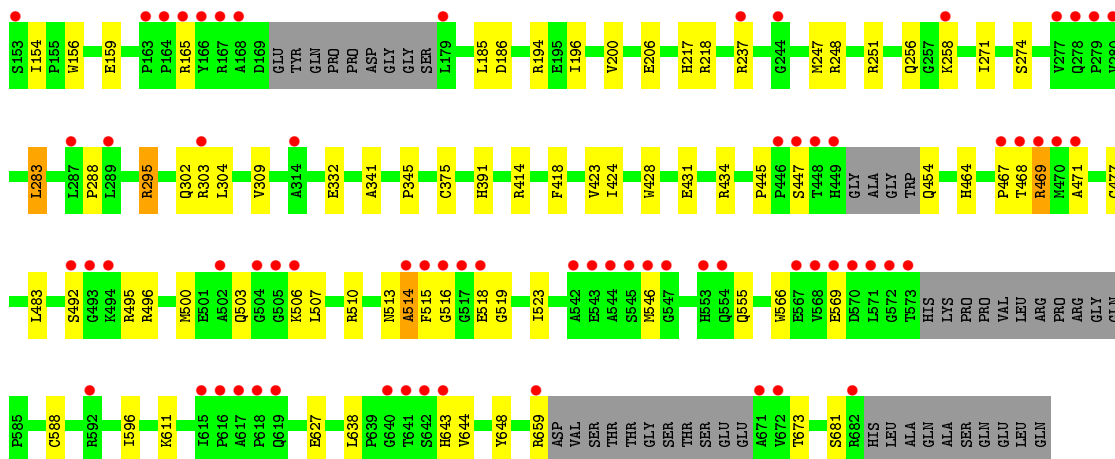 S153 I154 P155 W156 E159 P163 P164 R165 Y166 R167 A168 D169 GLU TYR GLN PRO PRO ASP GLY GLY SER L179 L185 D186 R194 E195 I196 V200 E206 H217 R218 R237 G244 M247 R248 R251 Q256 G257 K258 I271 S274 V277 Q278 P279
L283 L287 P288 L289 R295 Q302 R303 L304 V309 A314 E332 A341 P345 H391 R414 F418 V423 I424 W428 E431 R434 P445 P446 S447 T448 H449 GLY ALA GLY TRP Q454 H464 P467 T468 R469 M470 A471
L483 S492 G493 K494 R495 R496 M500 E501 A502 Q503 G504 Q505 K506 L507 R510 N513 A514 F515 G516 G517 E518 G519 I523 A542 E543 A544 S545 M546 G547 H553 Q554 Q555 W566 E567 V568 E569 D570 L571 G572 T573 HIS LYS PRO PRO VAL LEU ARG PRO ARG GLY
P585 C588 R592 I596 K611 I615 P616 A617 P618 Q619 E627 L638 P639 G640 T641 S642 H643 V644 Y648 R659 ASP VAL SER THR THR GLY SER THR SER GLU GLU A671 V672 T673 S681 R682 HIS LEU ALA GLN ALA SER GLN GLU LEU GLN